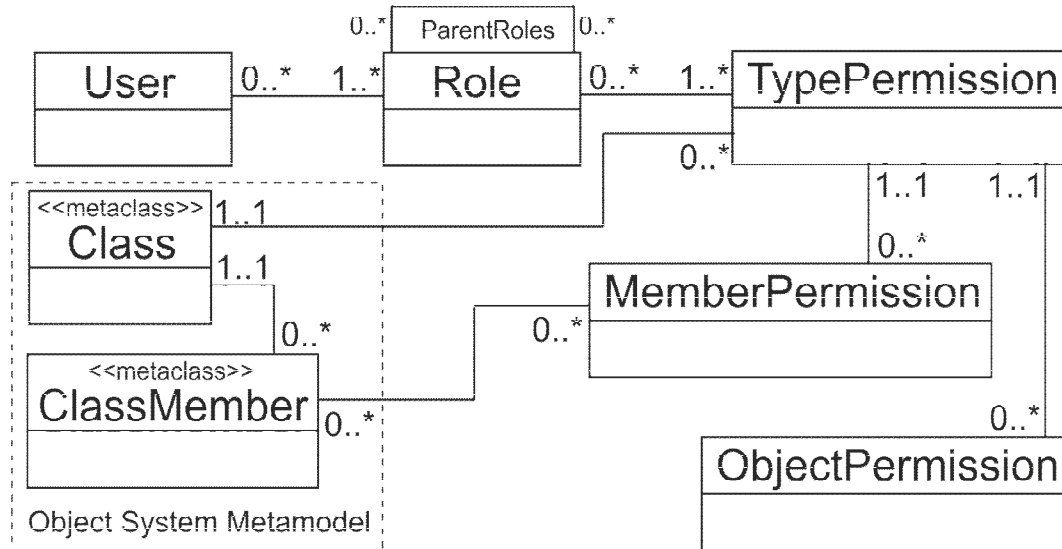 0..* ParentRoles 0..*
User 0..* 1..* Role 0..* 1..* TypePermission
0..*
1..1 1..1
<<metaclass>> 1..1
Class
1..1
0..*
MemberPermission
0..*
0..*
<<metaclass>>
ClassMember
0..*
0..*
ObjectPermission
Object System Metamodel